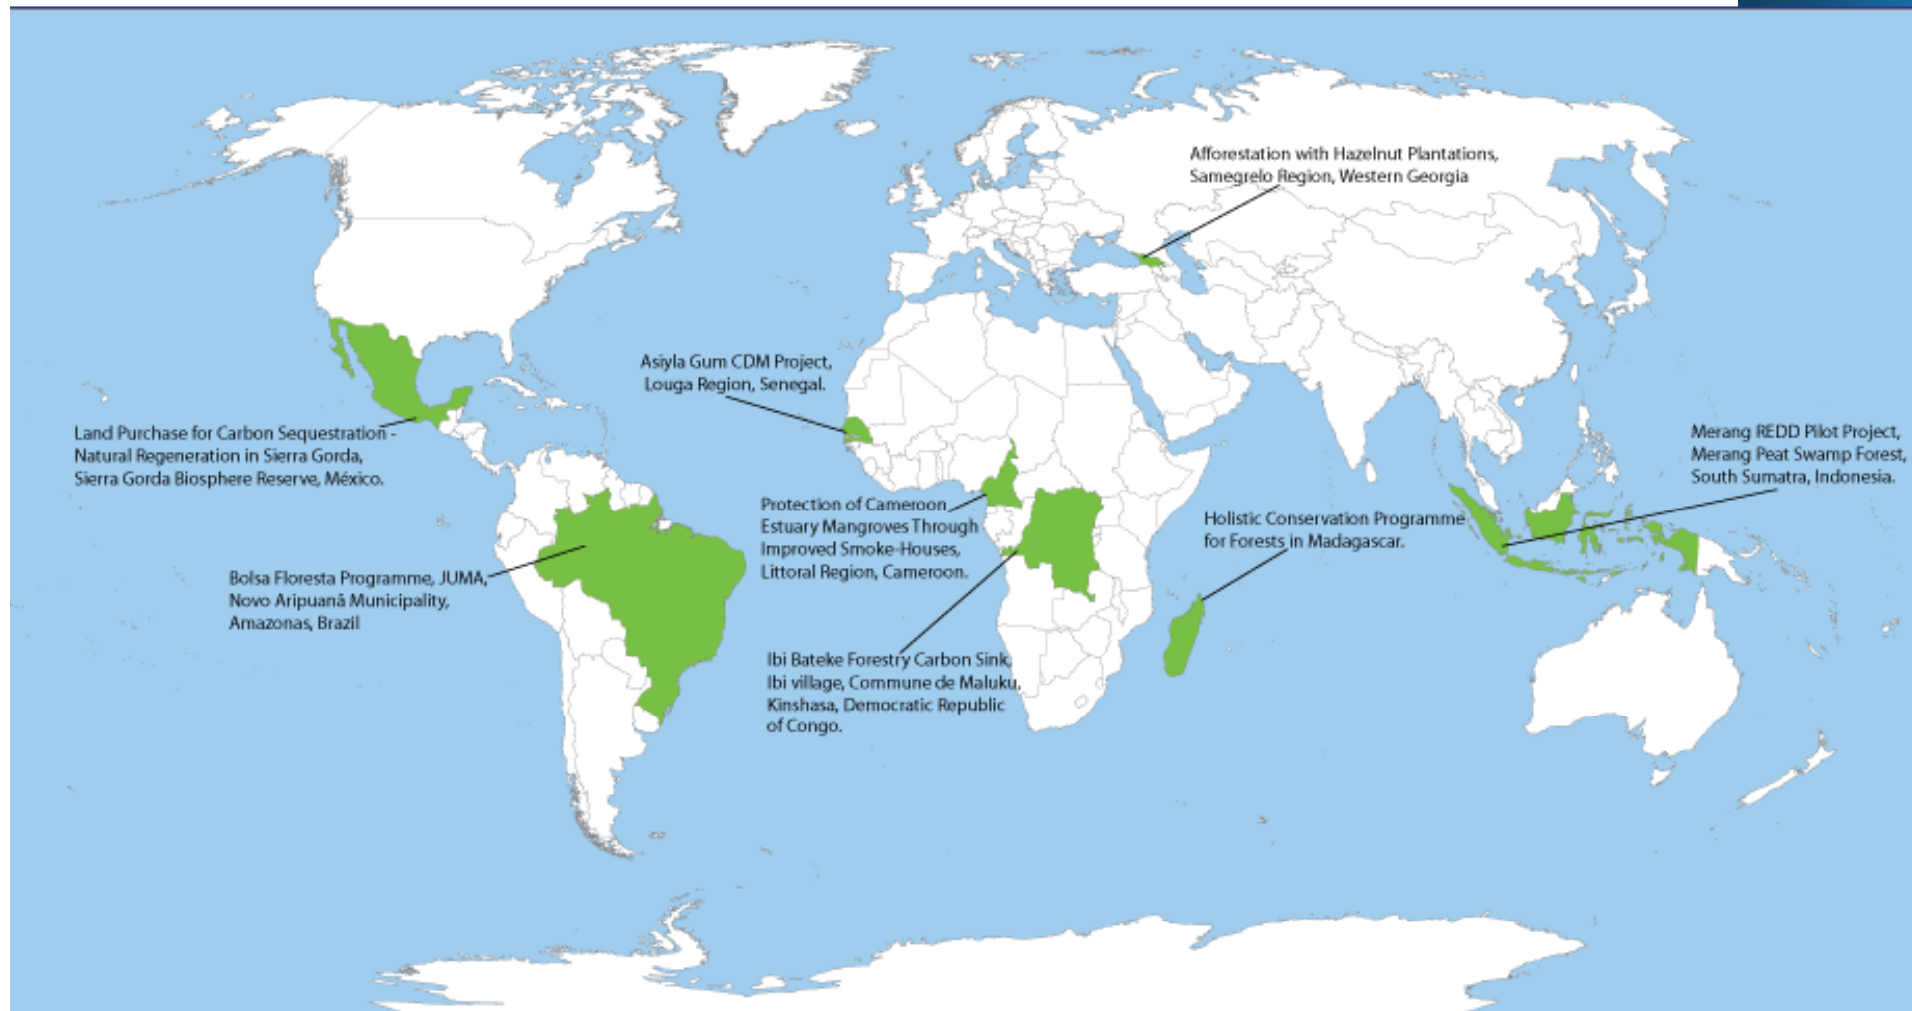 Afforestation with Hazelnut Plantations,
Samegrelo Region, Western Georgia
Asiyla Gum CDM Project,
Louga Region, Senegal.
Land Purchase for Carbon Sequestration -
Natural Regeneration in Sierra Gorda,
Sierra Gorda Biosphere Reserve, México.
Merang REDD Pilot Project,
Merang Peat Swamp Forest,
South Sumatra, Indonesia.
Protection of Cameroon
Estuary Mangroves Through
Improved Smoke-Houses,
Littoral Region, Cameroon.
Holistic Conservation Programme
for Forests in Madagascar.
Bolsa Floresta Programme, JUMA,
Novo Aripuanã Municipality,
Amazonas, Brazil
Ibi Bateke Forestry Carbon Sink,
Ibi village, Commune de Maluku,
Kinshasa, Democratic Republic
of Congo.